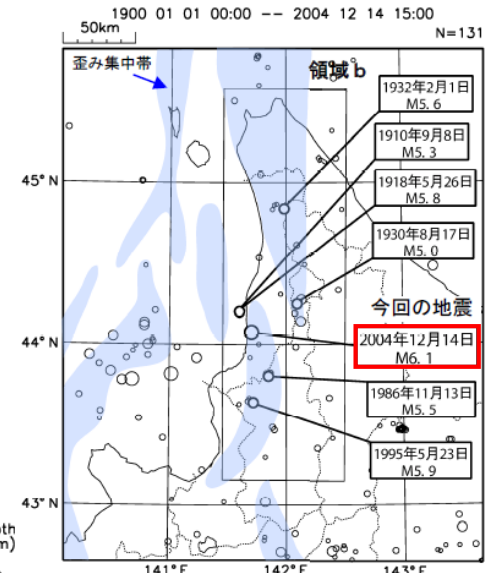 1900 01 01 00:00 -- 2004 12 14 15:00
50km
N=131
歪み集中帯
領域b
1932年2月1日
M5.6
1910年9月8日
M5.3
1918年5月26日
M5.8
45°N
1930年8月17日
M5.0
今回の地震
2004年12月14日
M6.1
44°N
1986年11月13日
M5.5
1995年5月23日
M5.9
43°N
141°E
142°E
143°E